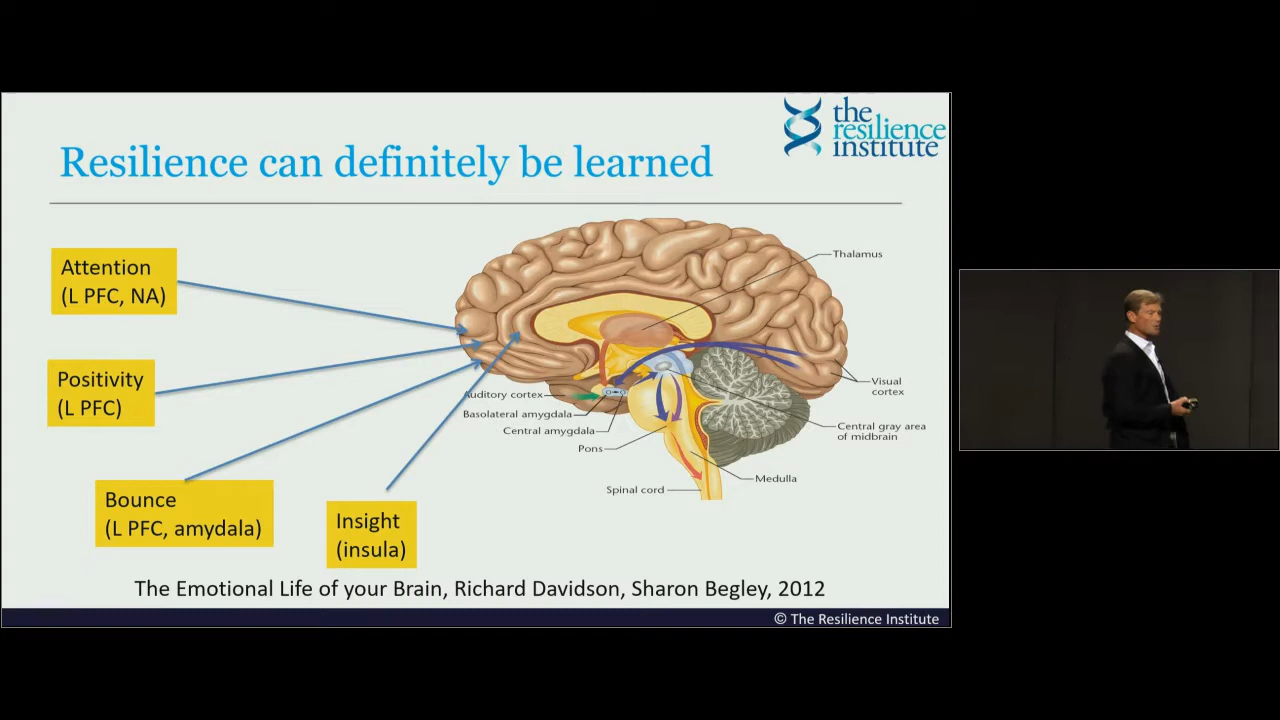 the
resilience
institute
Resilience can definitely be learned
Attention
(L PFC, NA)
Positivity
(L PFC)
Bounce
(L PFC, amydala)
Insight
(insula)
Thalamus
Auditory cortex
Basolateral amygdala
Central amygdala
Pons
Spinal cord
Visual
cortex
Central gray area
of midbrain
Medulla
The Emotional Life of your Brain, Richard Davidson, Sharon Begley, 2012
© The Resilience Institute